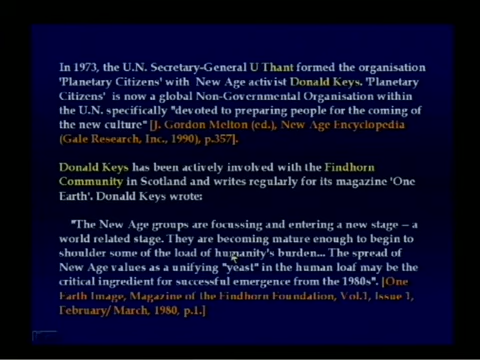 In 1973, the U.N. Secretary-General U Thant formed the organisation
'Planetary Citizens' with New Age activist Donald Keys. 'Planetary
Citizens' is now a global Non-Governmental Organisation within
the U.N. specifically "devoted to preparing people for the coming of
the new culture" [J. Gordon Melton (ed.), New Age Encyclopedia
(Gale Research, Inc., 1990), p.357].
Donald Keys has been actively involved with the Findhorn
Community in Scotland and writes regularly for its magazine 'One
Earth'. Donald Keys wrote:
"The New Age groups are focussing and entering a new stage – a
world related stage. They are becoming mature enough to begin to
shoulder some of the load of humanity's burden... The spread of
New Age values as a unifying "yeast" in the human loaf may be the
critical ingredient for successful emergence from the 1980s". [One
Earth Image, Magazine of the Findhorn Foundation, Vol.1, Issue 1,
February/ March, 1980, p.1.]